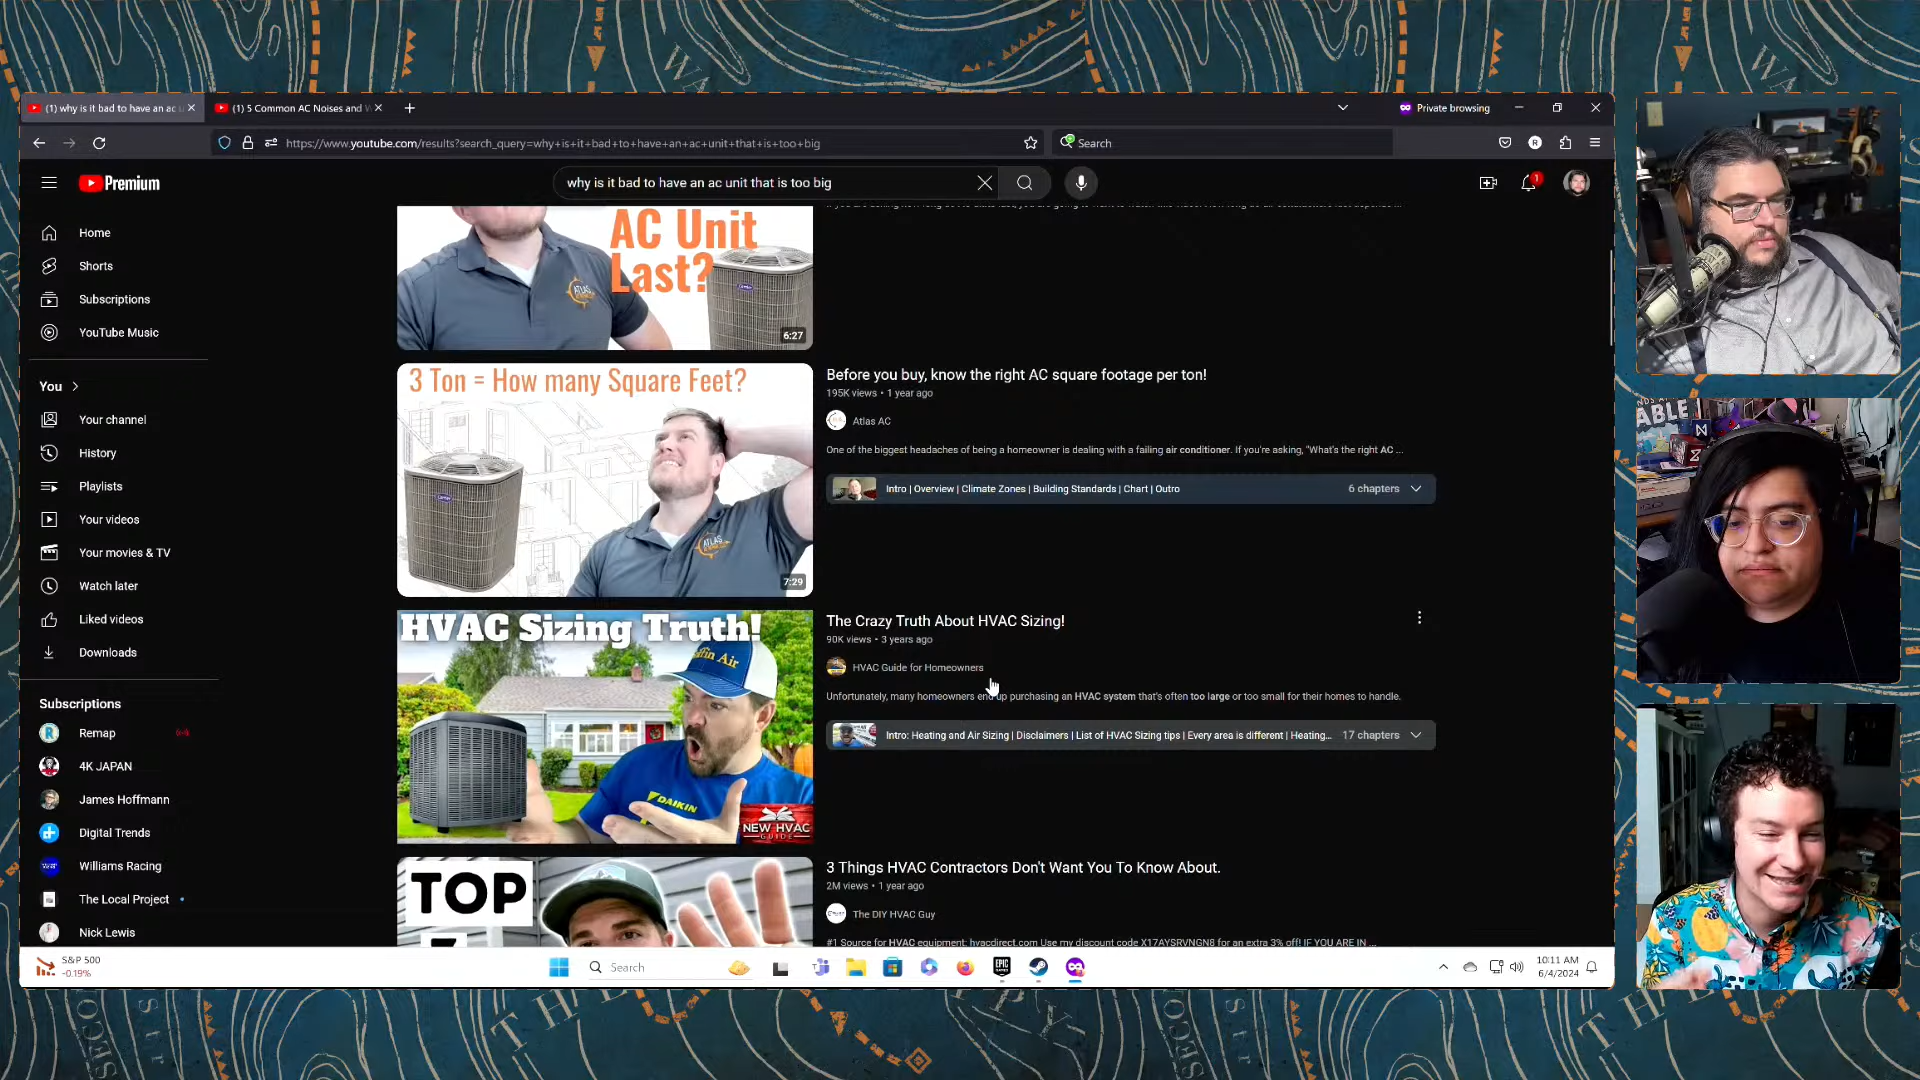 (1) why is it bad to have an ac
(1) 5 Common AC Noises and
Private browsing
https://www.youtube.com/results?search_query=why+is+it+bad+to+have+an+ac+unit+that+is+too+big
Search
Premium
why is it bad to have an ac unit that is too big
1
Home
Shorts
Subscriptions
YouTube Music
You
Your channel
History
Playlists
Your videos
Your movies & TV
Watch later
Liked videos
Downloads
Subscriptions
Remap
4K JAPAN
James Hoffmann
Digital Trends
Williams Racing
The Local Project
Nick Lewis
AC Unit
Last?
ATLAS
6:27
3 Ton = How many Square Feet?
ATLAS
7:29
Before you buy, know the right AC square footage per ton!
195K views • 1 year ago
Atlas AC
One of the biggest headaches of being a homeowner is dealing with a failing air conditioner. If you're asking, "What's the right AC ...
Intro | Overview | Climate Zones | Building Standards | Chart | Outro
6 chapters
HVAC Sizing Truth!
DAIKIN
NEW HVAC
GUIDE
The Crazy Truth About HVAC Sizing!
90K views • 3 years ago
HVAC Guide for Homeowners
Unfortunately, many homeowners end up purchasing an HVAC system that's often too large or too small for their homes to handle.
Intro: Heating and Air Sizing | Disclaimers | List of HVAC Sizing tips | Every area is different | Heating...
17 chapters
TOP
3 Things HVAC Contractors Don't Want You To Know About.
2M views • 1 year ago
The DIY HVAC Guy
#1 Source for HVAC equipment: hvacdirect.com Use my discount code X17AYSRVNGN8 for an extra 3% off! IF YOU ARE IN ...
S&P 500
-0.19%
Search
EPIC
10:11 AM
6/4/2024
ABLE!